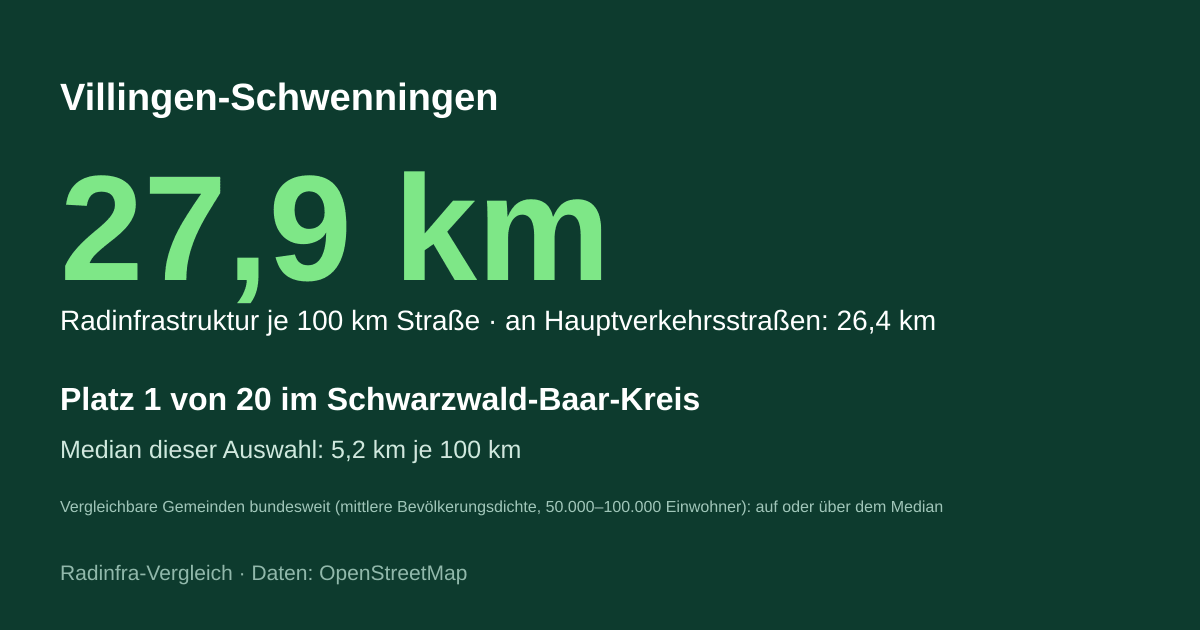 Villingen-Schwenningen
27,9 km
Radinfrastruktur je 100 km Straße · an Hauptverkehrsstraßen: 26,4 km
Platz 1 von 20 im Schwarzwald-Baar-Kreis
Median dieser Auswahl: 5,2 km je 100 km
Vergleichbare Gemeinden bundesweit (mittlere Bevölkerungsdichte, 50.000–100.000 Einwohner): auf oder über dem Median
Radinfra-Vergleich · Daten: OpenStreetMap